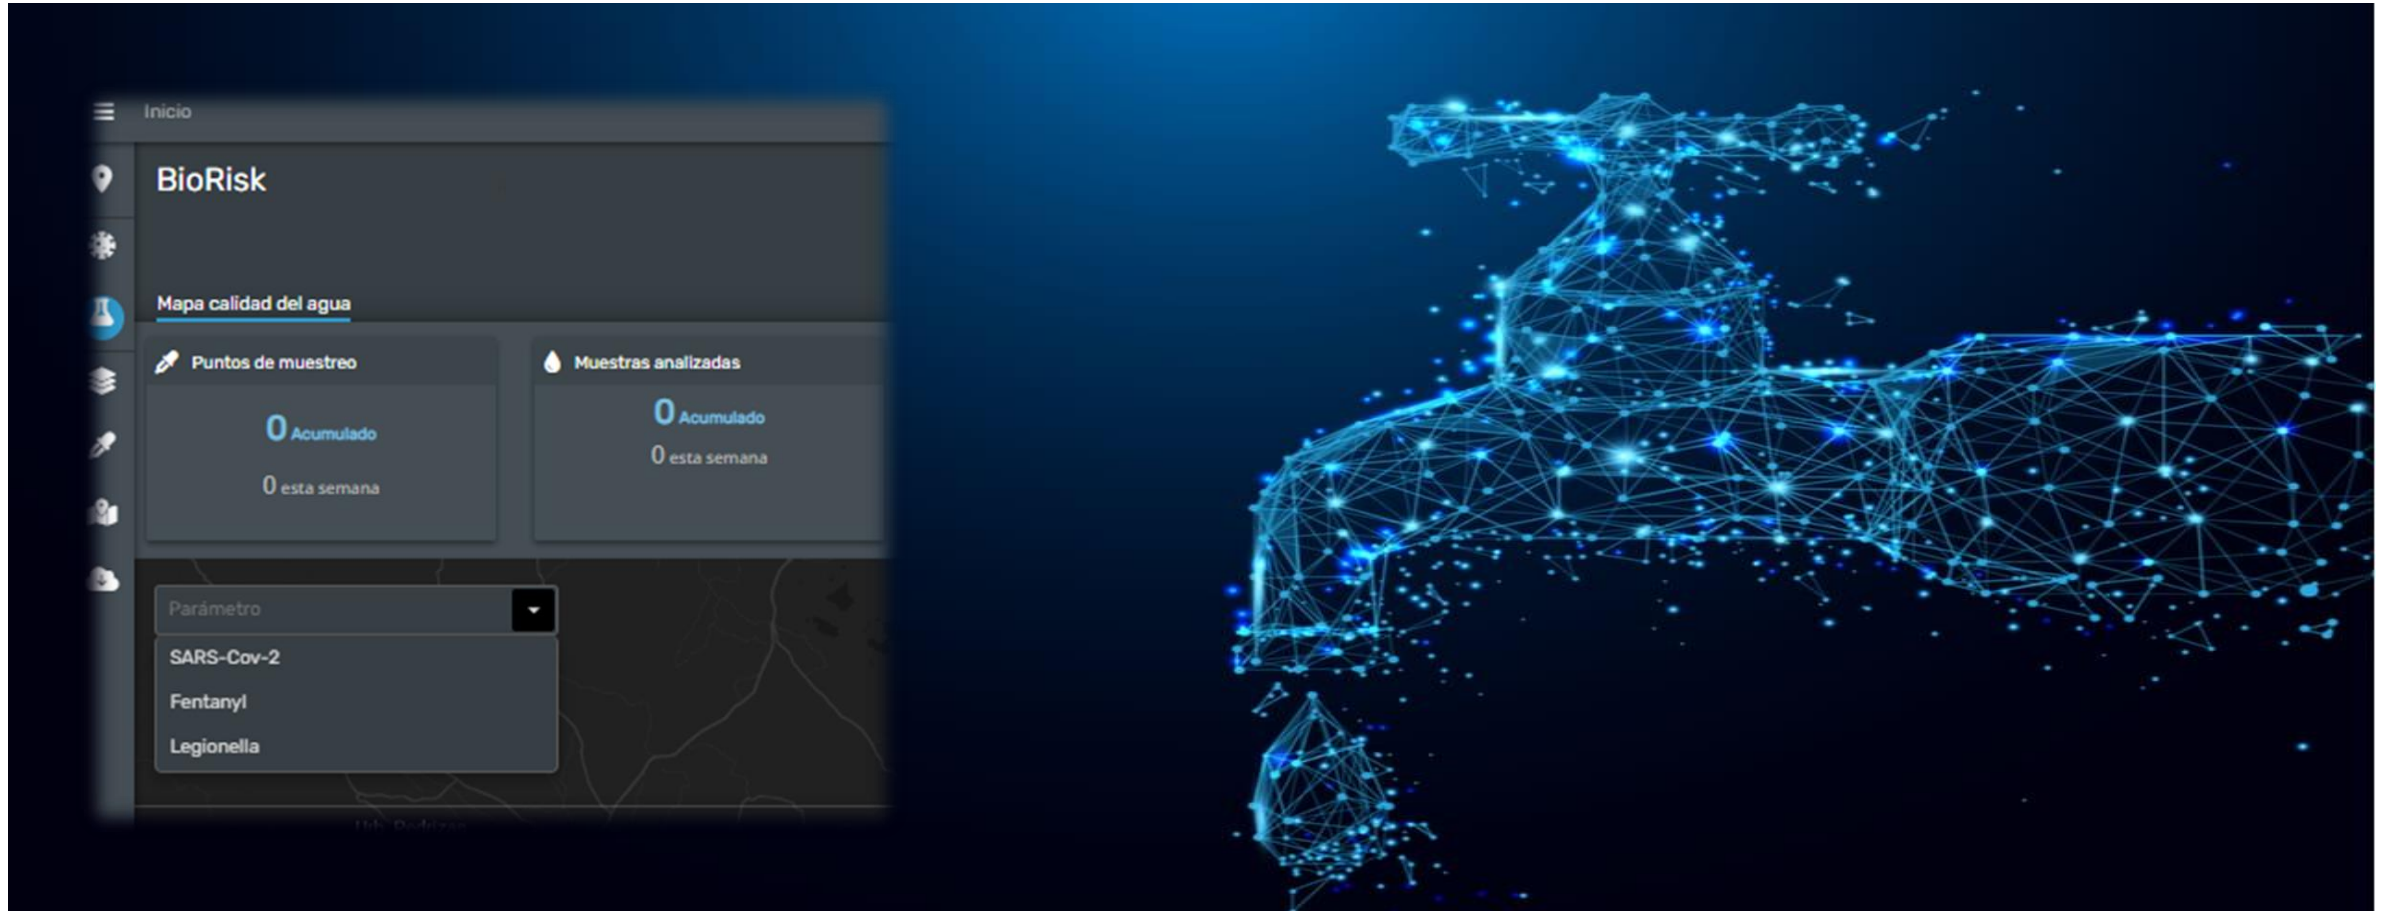 Inicio
BioRisk
Mapa calidad del agua
Puntos de muestreo
0 Acumulado
0 esta semana
Muestras analizadas
0 Acumulado
0 esta semana
Parámetro
SARS-Cov-2
Fentanyl
Legionella